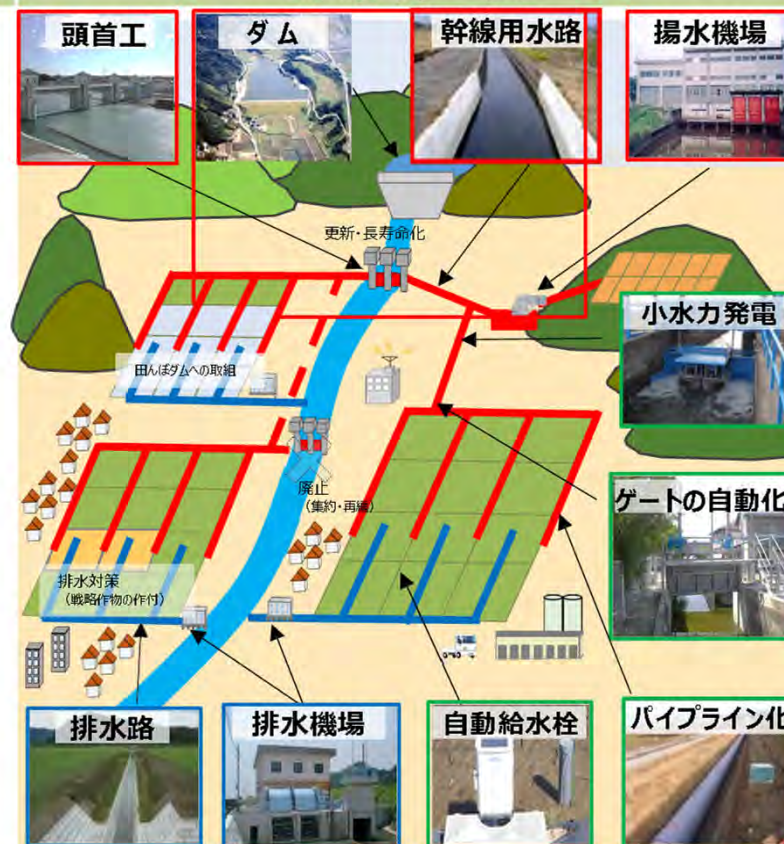 頭首工
ダム
幹線用水路
揚水機場
更新・長寿命化
小水力発電
田んぼダムへの取組
ゲートの自動化
廃止
（集約・再編）
排水対策
（戦略作物の作付）
排水路
排水機場
自動給水栓
パイプライン化